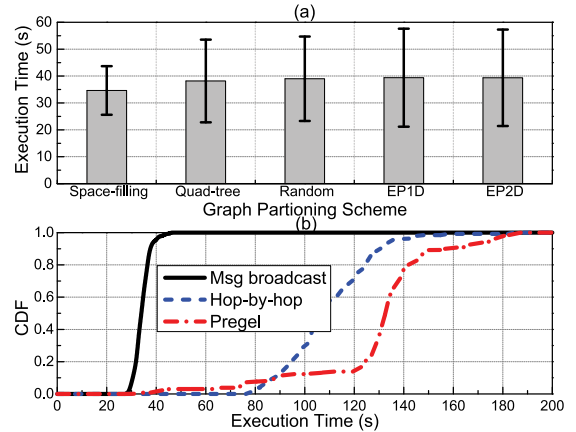 (a)
60
50
40
30
20
10
0
Execution Time (s)
Space-filling Quad-tree Random EP1D EP2D
Graph Partioning Scheme
(b)
1.0
0.8
0.6
0.4
0.2
0.0
CDF
Msg broadcast
Hop-by-hop
Pregel
0 20 40 60 80 100 120 140 160 180 200
Execution Time (s)